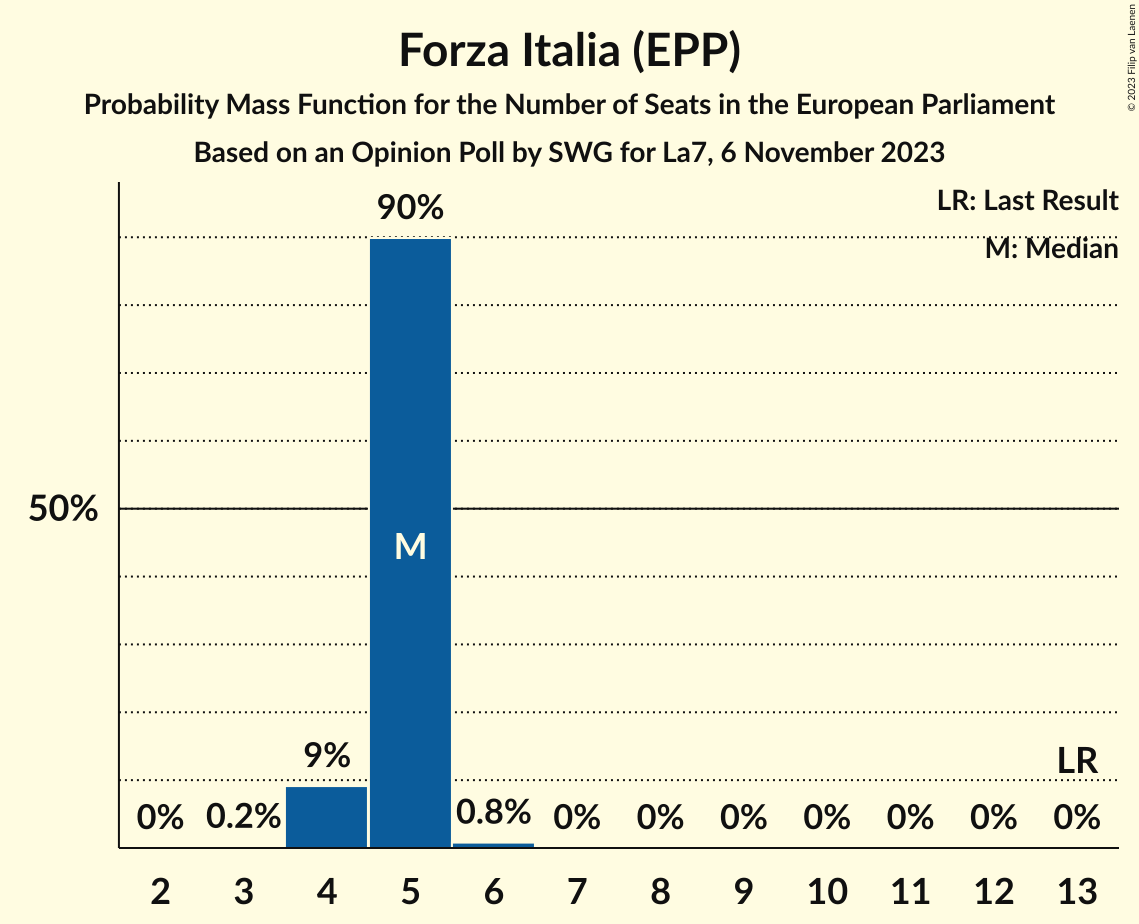 Forza Italia (EPP)
Probability Mass Function for the Number of Seats in the European Parliament
Based on an Opinion Poll by SWG for La7, 6 November 2023
© 2023 Filip van Laenen
LR: Last Result
M: Median
90%
50%
M
9%
LR
0% 0.2% 0.8% 0% 0% 0% 0% 0% 0% 0%
2 3 4 5 6 7 8 9 10 11 12 13